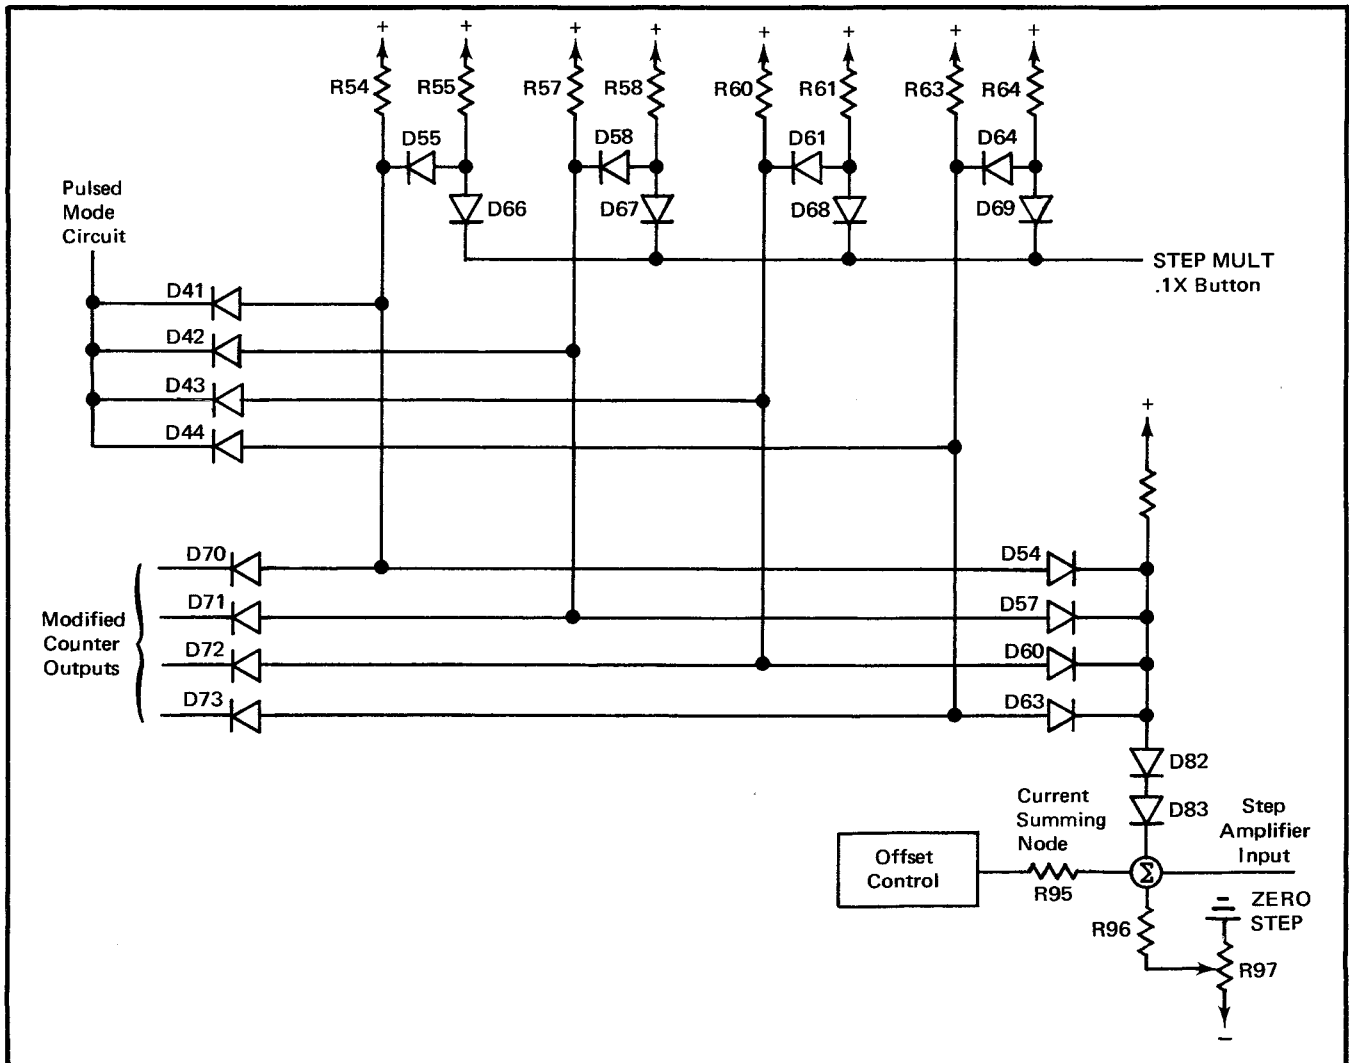 + + + + + + + +
R54 R55 R57 R58 R60 R61 R63 R64
D55 D58 D61 D64
Pulsed
Mode
Circuit
D66 D67 D68 D69
STEP MULT
.1X Button
D41
D42
D43
D44
+
D70 D54
D71 D57
D72 D60
D73 D63
Modified
Counter
Outputs
D82
D83
Current
Summing
Node
Step
Amplifier
Input
Offset
Control
R95
Σ
R96
ZERO
STEP
R97
−